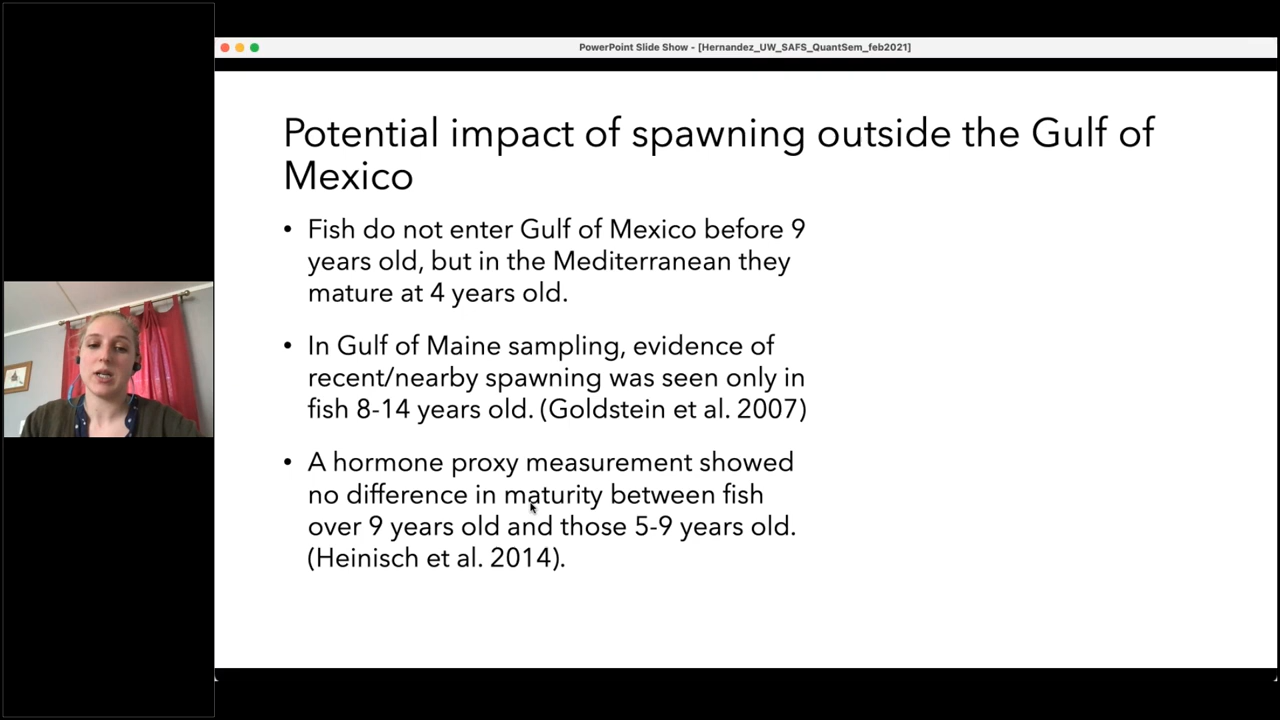 PowerPoint Slide Show - [Hernandez_UW_SAFS_QuantSem_feb2021]
Potential impact of spawning outside the Gulf of
Mexico
• Fish do not enter Gulf of Mexico before 9
years old, but in the Mediterranean they
mature at 4 years old.
• In Gulf of Maine sampling, evidence of
recent/nearby spawning was seen only in
fish 8-14 years old. (Goldstein et al. 2007)
• A hormone proxy measurement showed
no difference in maturity between fish
over 9 years old and those 5-9 years old.
(Heinisch et al. 2014).